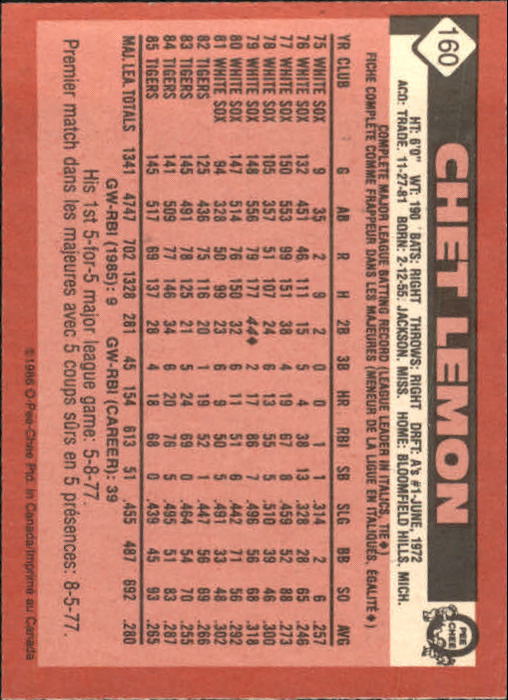 160
CHET LEMON
HT: 6'0" WT: 190 BATS: RIGHT THROWS: RIGHT DRFT: A's #1-JUNE, 1972
ACQ: TRADE, 11-27-81 BORN: 2-12-55, JACKSON, MISS. HOME: BLOOMFIELD HILLS, MICH.
O PEE CHEE
COMPLETE MAJOR LEAGUE BATTING RECORD (LEAGUE LEADER IN ITALICS, TIE♦)
FICHE COMPLÈTE COMME FRAPPEUR DANS LES MAJEURES (MENEUR DE LA LIGUE EN ITALIQUES, ÉGALITÉ♦)
YR CLUB G AB R H 2B 3B HR RBI SB SLG BB SO AVG
75 WHITE SOX 9 35 2 9 2 0 0 1 1 .314 2 6 .257
76 WHITE SOX 132 451 46 111 15 5 4 38 13 .328 28 65 .246
77 WHITE SOX 150 553 99 151 38 4 19 67 8 .459 52 88 .273
78 WHITE SOX 105 357 51 107 24 6 13 55 5 .510 39 46 .300
79 WHITE SOX 148 556 79 177 44♦ 2 17 86 7 .496 56 68 .318
80 WHITE SOX 147 514 76 150 32 6 11 51 6 .442 71 56 .292
81 WHITE SOX 94 328 50 99 23 6 9 50 5 .491 33 48 .302
82 TIGERS 125 436 75 116 20 1 19 52 1 .447 56 69 .266
83 TIGERS 145 491 78 125 21 5 24 69 0 .464 54 70 .255
84 TIGERS 141 509 77 146 34 6 20 76 5 .495 51 83 .287
85 TIGERS 145 517 69 137 28 4 18 68 0 .439 45 93 .265
MAJ. LEA. TOTALS 1341 4747 702 1328 281 45 154 613 51 .455 487 692 .280
GW-RBI (1985): 9 GW-RBI (CAREER): 39
His 1st 5-for-5 major league game: 5-8-77.
Premier match dans les majeures avec 5 coups sûrs en 5 présences: 8-5-77.
©1986 O-Pee-Chee Ptd. in Canada/Imprimé au Canada